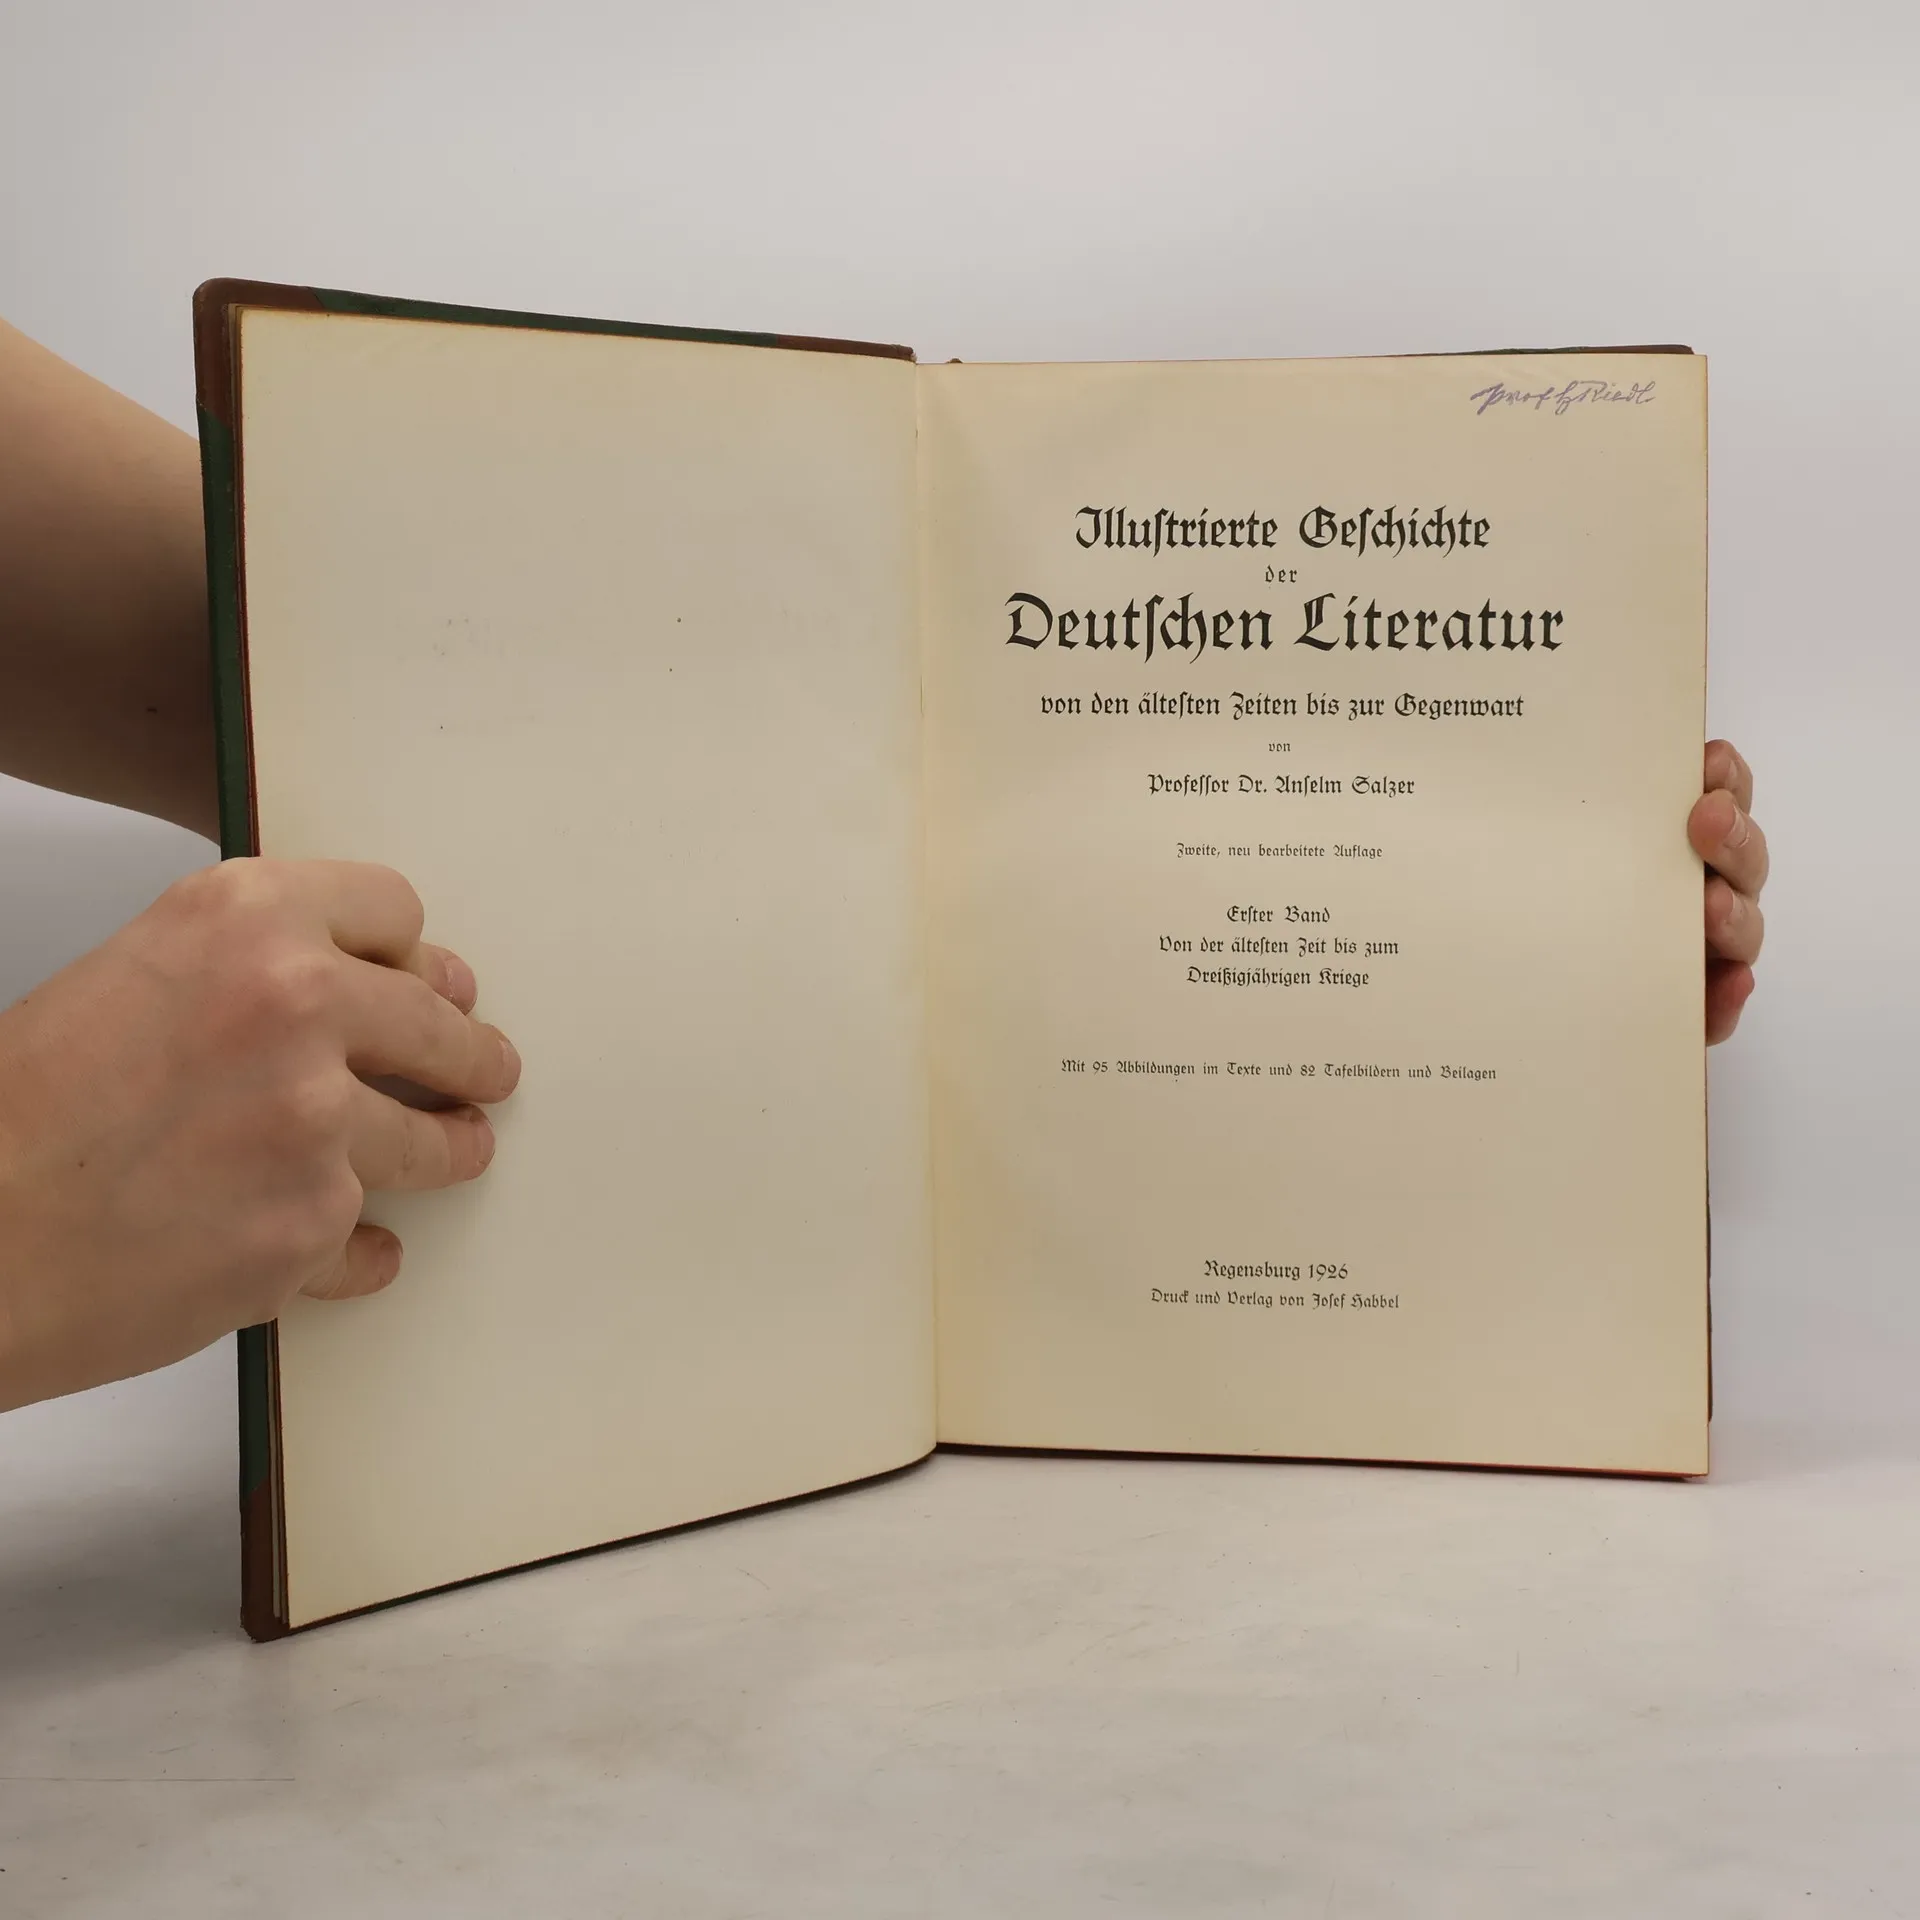 Prof H Riedl
Illuſtrierte Geſchichte
der
Deutſchen Literatur
von den älteſten Zeiten bis zur Gegenwart
von
Profeſſor Dr. Anſelm Salzer
Zweite, neu bearbeitete Auflage
Erſter Band
Von der älteſten Zeit bis zum
Dreißigjährigen Kriege
Mit 95 Abbildungen im Texte und 82 Tafelbildern und Beilagen
Regensburg 1926
Druck und Verlag von Joſef Habbel